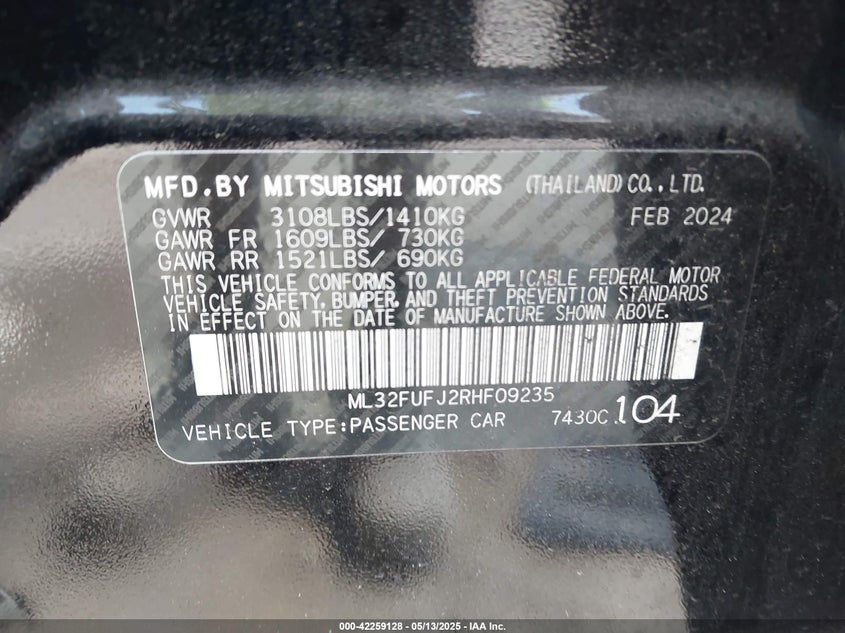 MFD.BY MITSUBISHI MOTORS (THAILAND) CO., LTD.
GVWR 3108LBS/1410KG FEB 2024
GAWR FR 1609LBS/ 730KG
GAWR RR 1521LBS/ 690KG
THIS VEHICLE CONFORMS TO ALL APPLICABLE FEDERAL MOTOR
VEHICLE SAFETY, BUMPER, AND THEFT PREVENTION STANDARDS
IN EFFECT ON THE DATE OF MANUFACTURE SHOWN ABOVE.
ML32FUFJ2RHF09235
VEHICLE TYPE:PASSENGER CAR 7430C 104
000-42259128 - 05/13/2025 - IAA Inc.